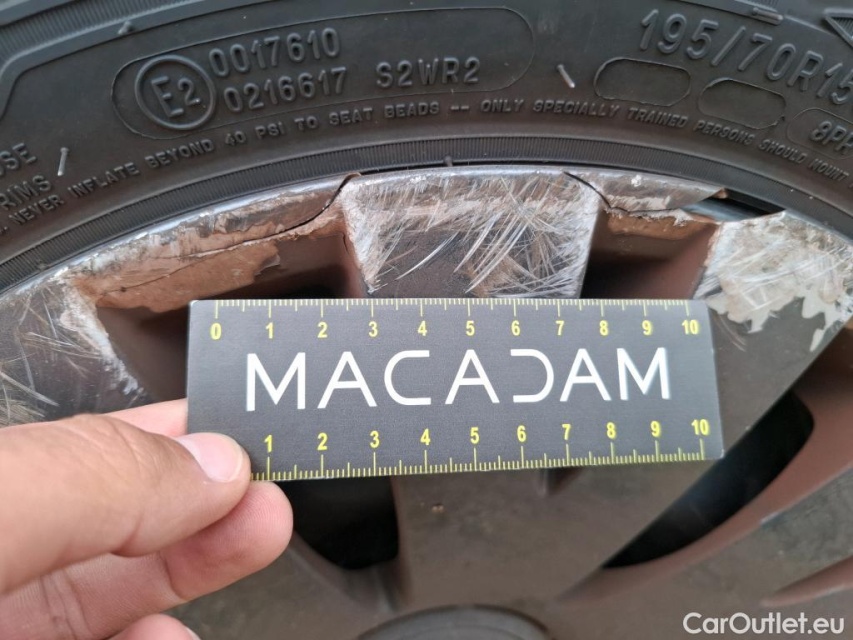 0017610
E2
0216617 S2WR2
195/70R15
8PR
NEVER INFLATE BEYOND 40 PSI TO SEAT BEADS -- ONLY SPECIALLY TRAINED PERSONS SHOULD MOUNT
RIMS
0 1 2 3 4 5 6 7 8 9 10
MACADAM
1 2 3 4 5 6 7 8 9 10
CarOutlet.eu